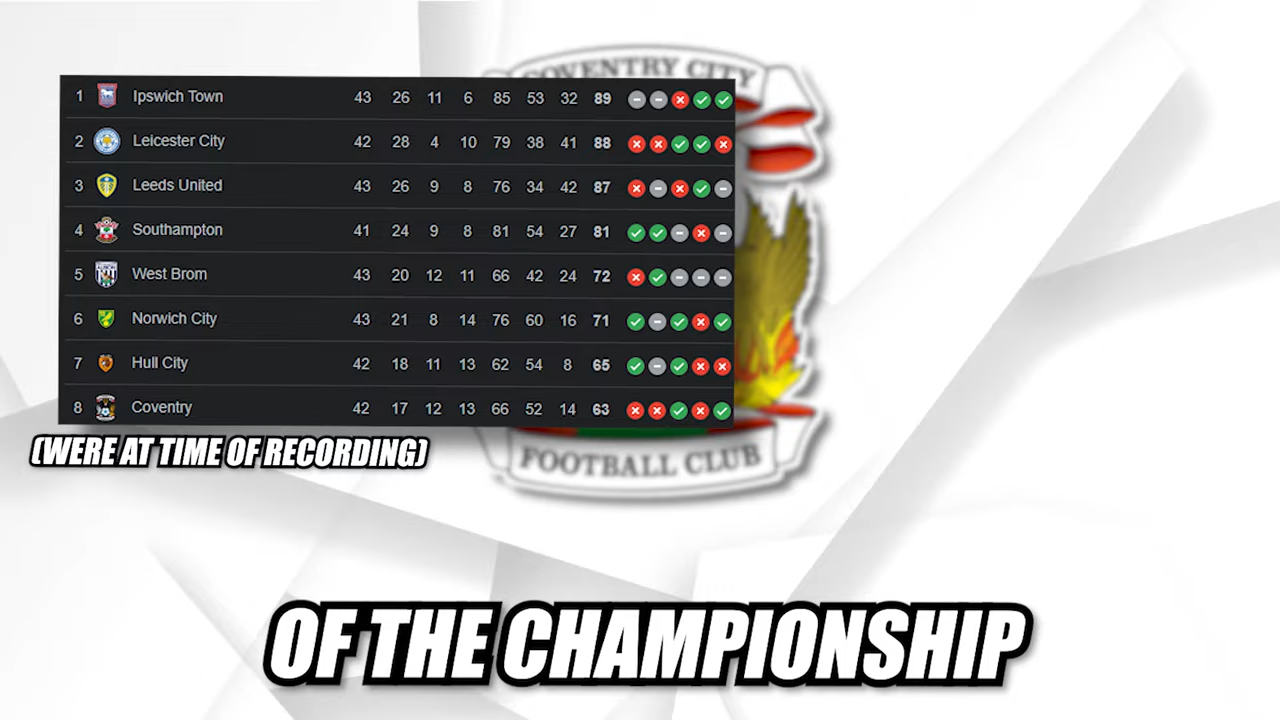 COVENTRY CITY
1 Ipswich Town 43 26 11 6 85 53 32 89
2 Leicester City 42 28 4 10 79 38 41 88
3 Leeds United 43 26 9 8 76 34 42 87
4 Southampton 41 24 9 8 81 54 27 81
5 West Brom 43 20 12 11 66 42 24 72
6 Norwich City 43 21 8 14 76 60 16 71
7 Hull City 42 18 11 13 62 54 8 65
8 Coventry 42 17 12 13 66 52 14 63
(WERE AT TIME OF RECORDING)
FOOTBALL CLUB
OF THE CHAMPIONSHIP